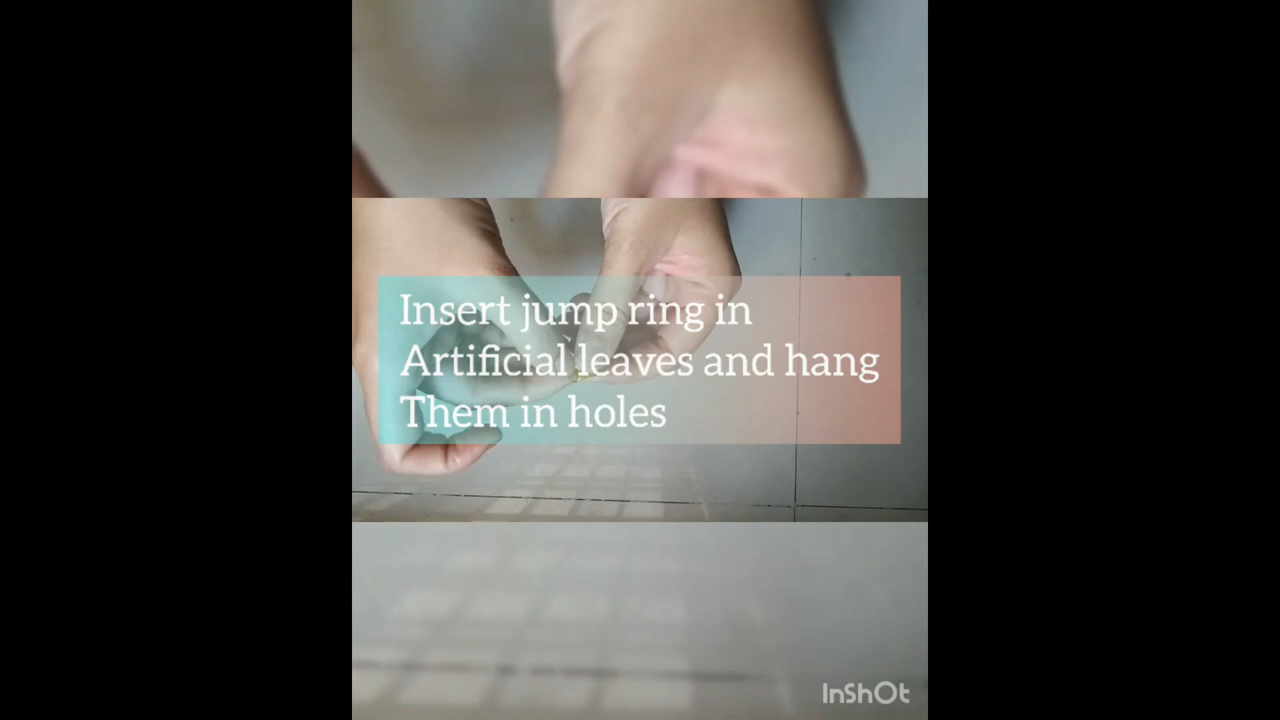 Insert jump ring in
Artificial leaves and hang
Them in holes
InShOt